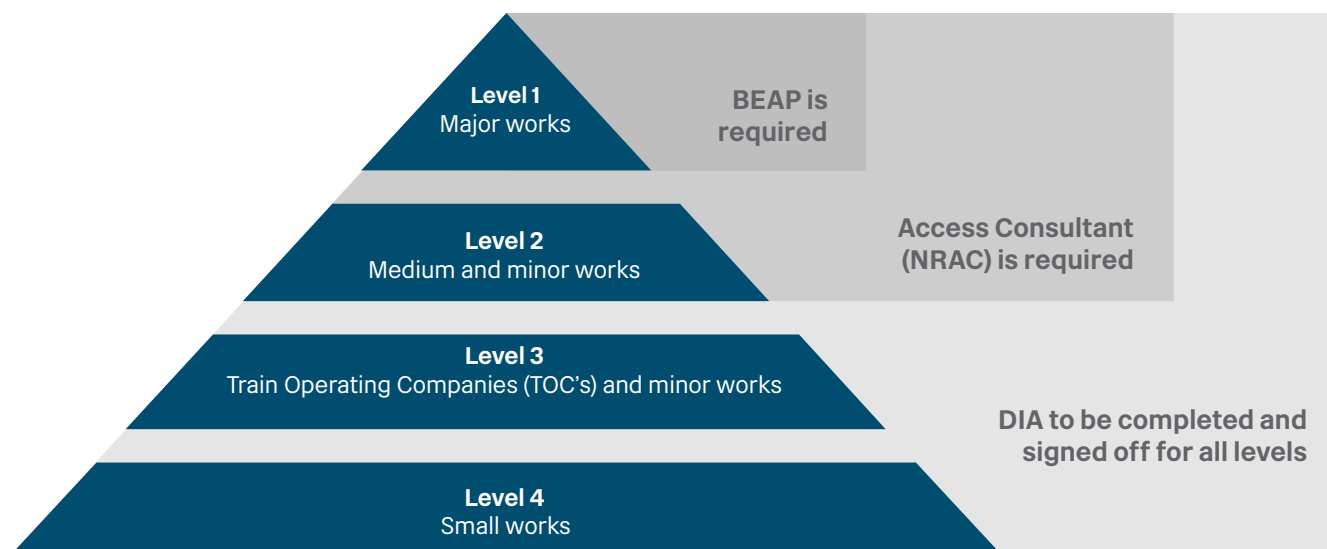 Level 1
Major works
BEAP is
required
Level 2
Medium and minor works
Access Consultant
(NRAC) is required
Level 3
Train Operating Companies (TOC's) and minor works
DIA to be completed and
signed off for all levels
Level 4
Small works